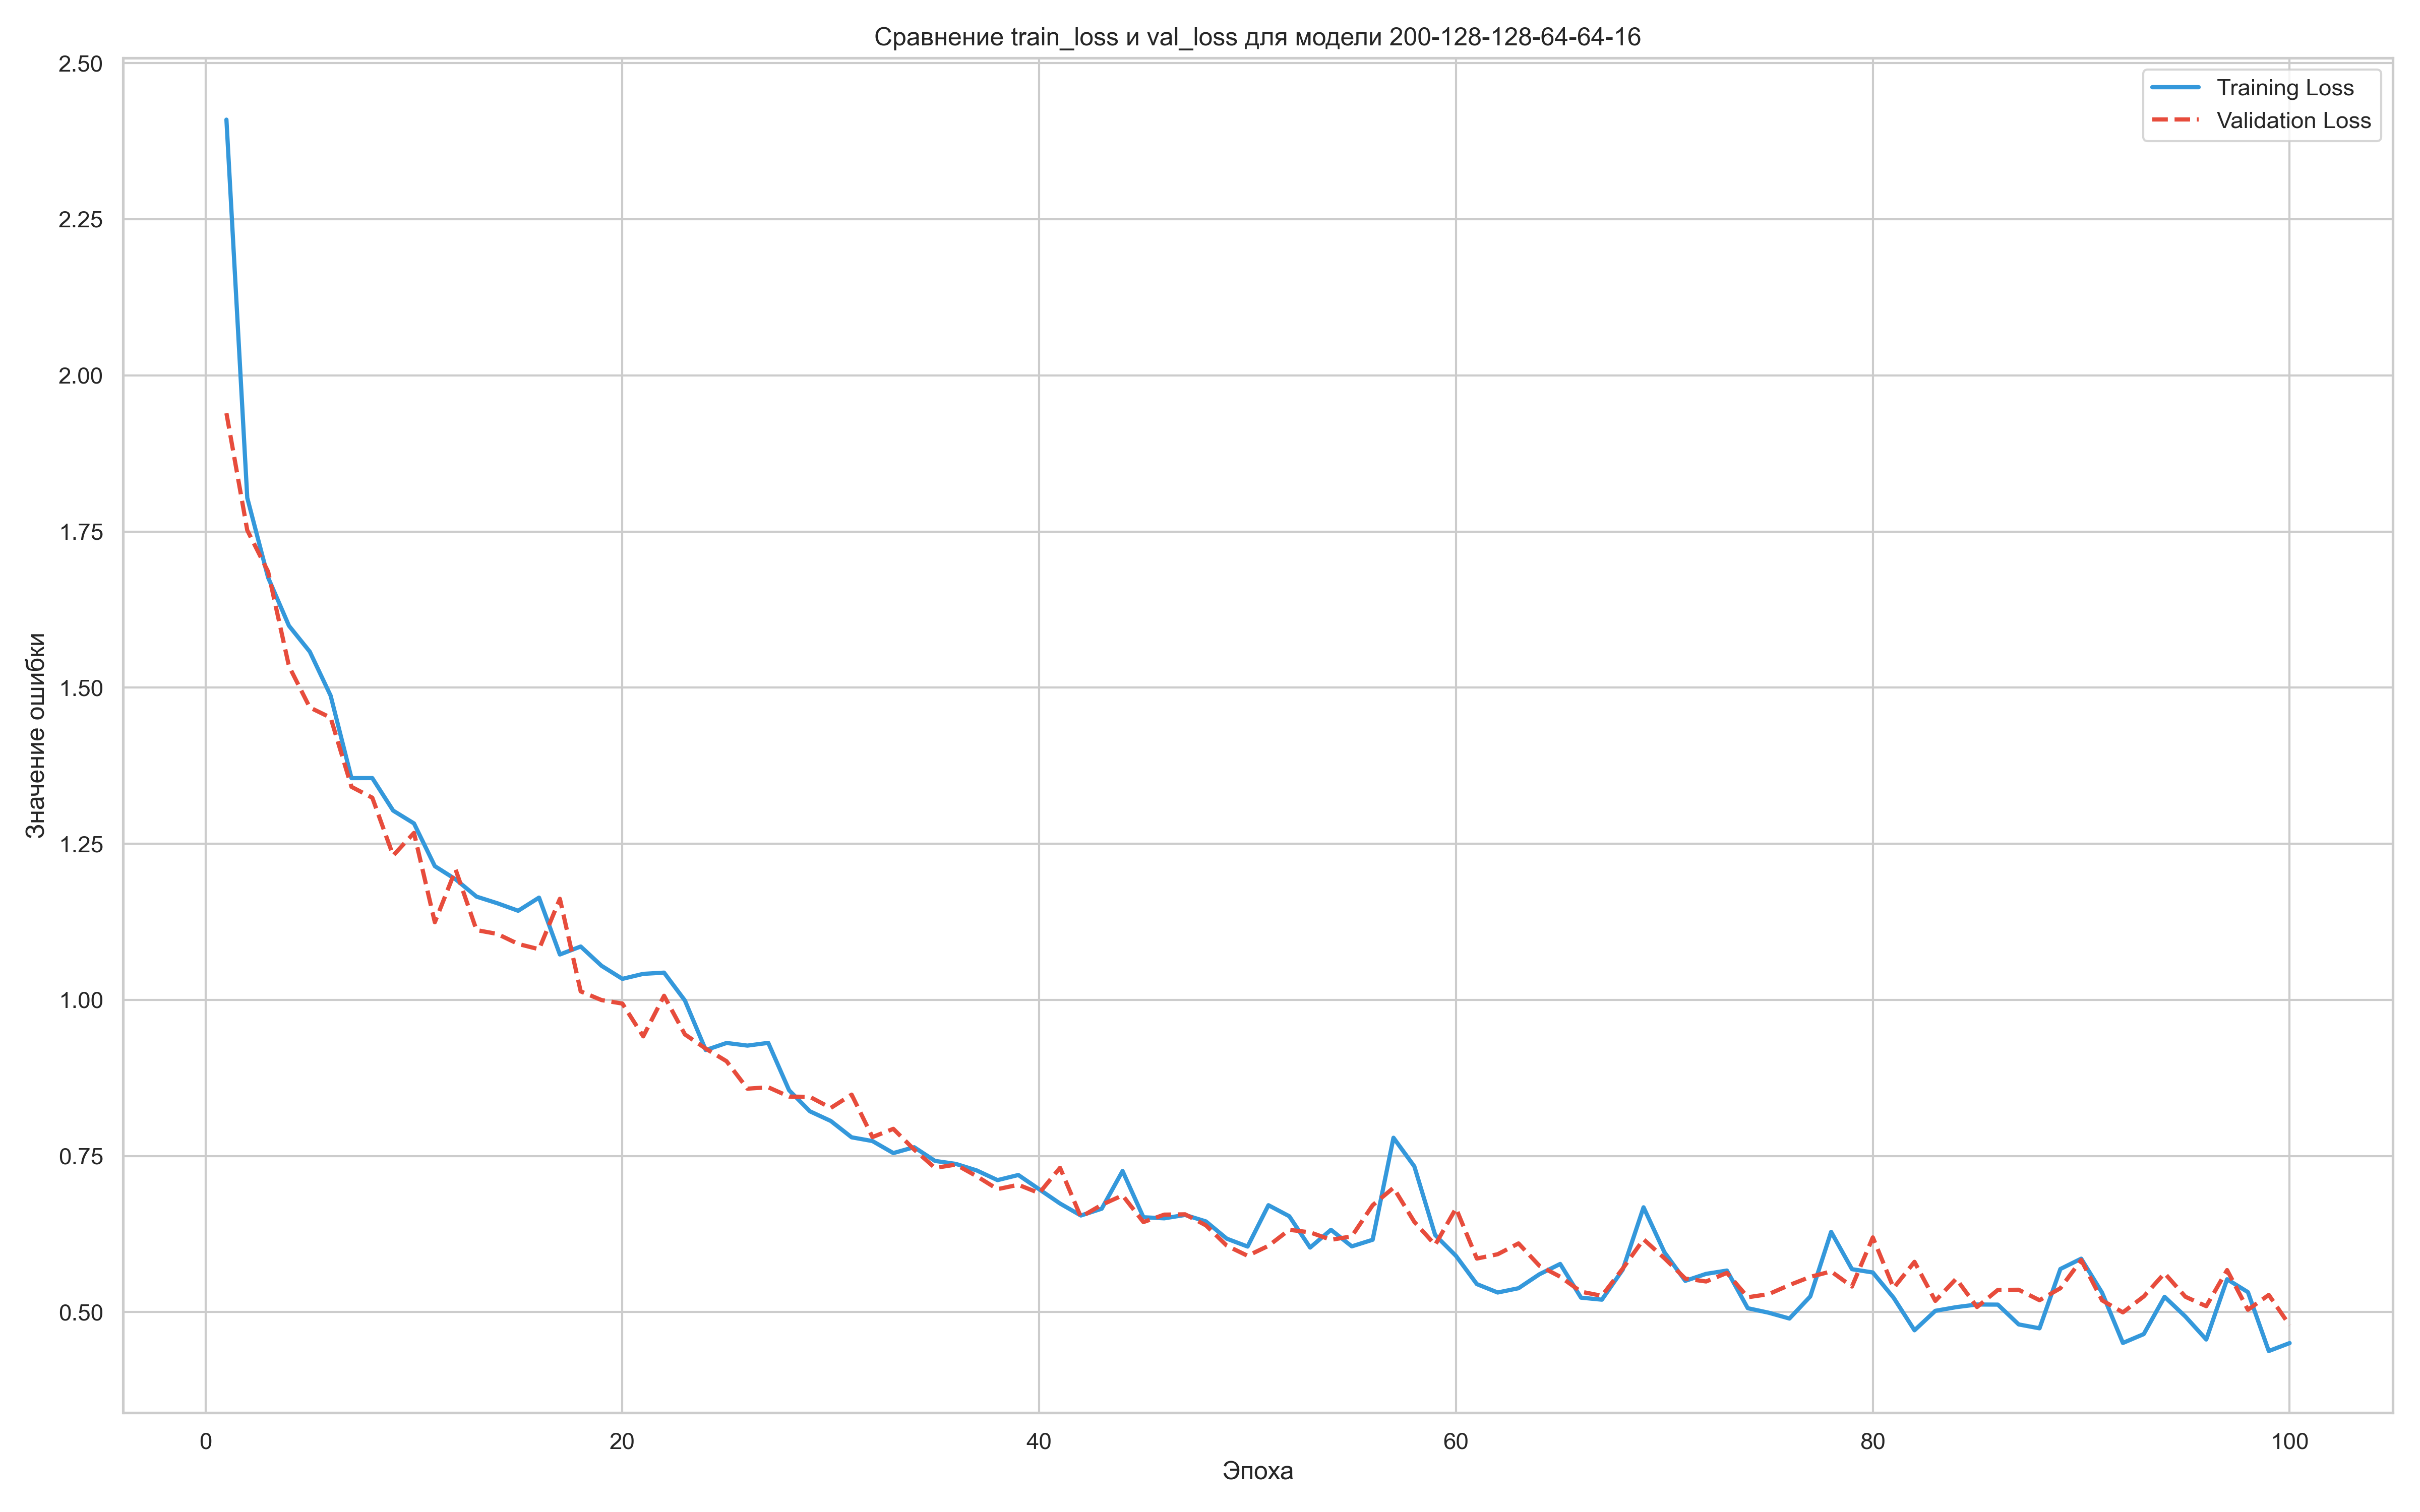 Сравнение train_loss и val_loss для модели 200-128-128-64-64-16
Training Loss
Validation Loss
2.50
2.25
2.00
1.75
1.50
1.25
1.00
0.75
0.50
Значение ошибки
0 20 40 60 80 100
Эпоха